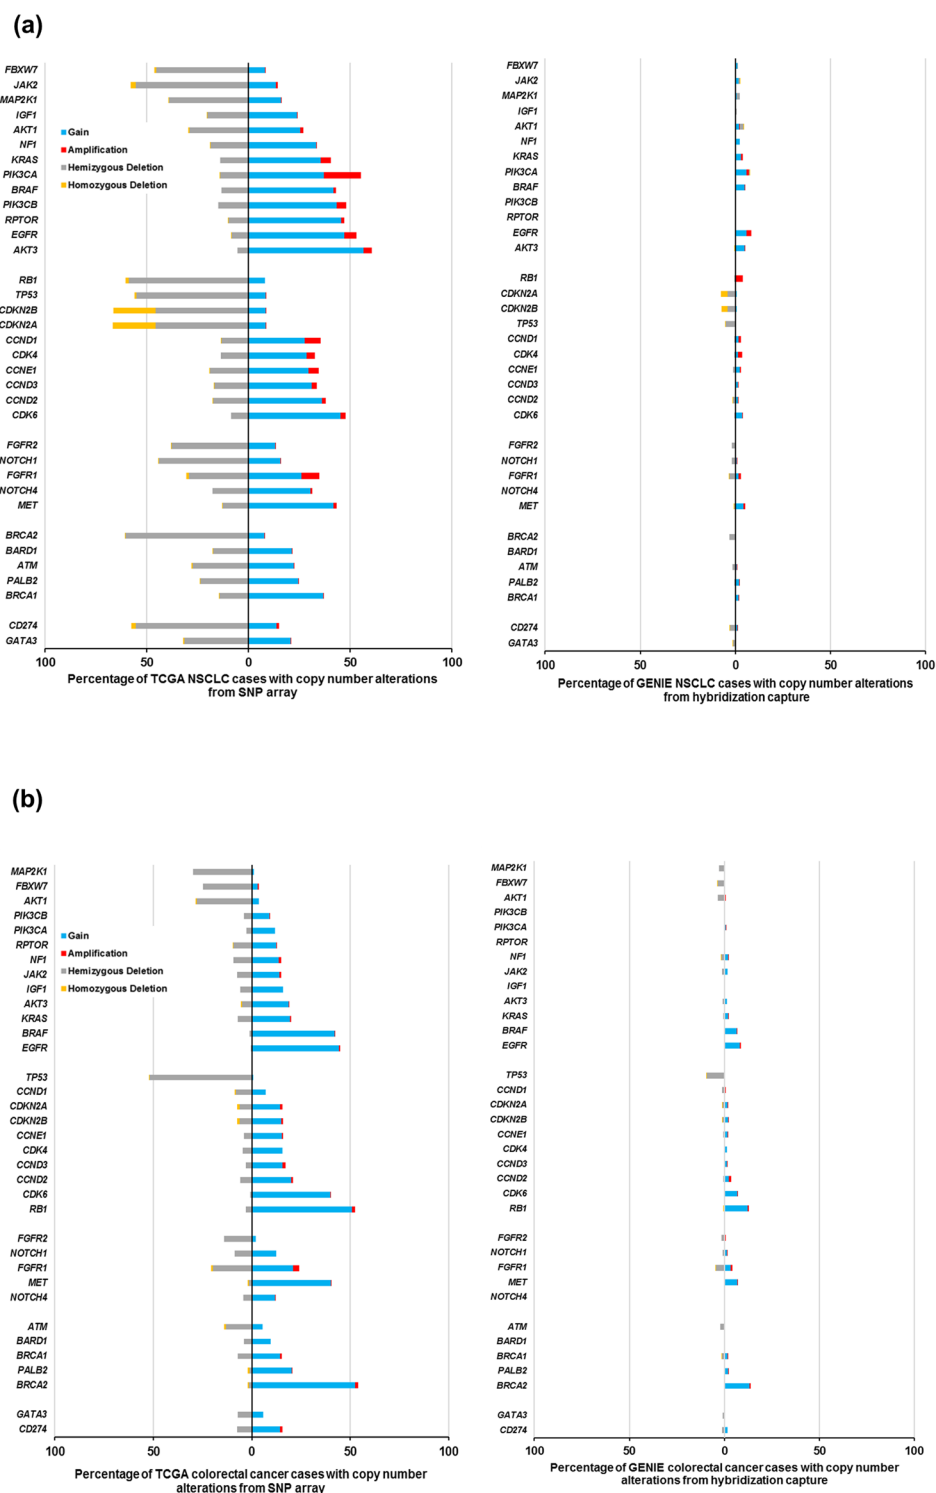 (a)
FBXW7
JAK2
MAP2K1
IGF1
AKT1
NF1
KRAS
PIK3CA
BRAF
PIK3CB
RPTOR
EGFR
AKT3
RB1
TP53
CDKN2B
CDKN2A
CCND1
CDK4
CCNE1
CCND3
CCND2
CDK6
FGFR2
NOTCH1
FGFR1
NOTCH4
MET
BRCA2
BARD1
ATM
PALB2
BRCA1
CD274
GATA3
Gain
Amplification
Hemizygous Deletion
Homozygous Deletion
100 50 0 50 100
Percentage of TCGA NSCLC cases with copy number alterations
from SNP array
FBXW7
JAK2
MAP2K1
IGF1
AKT1
NF1
KRAS
PIK3CA
BRAF
PIK3CB
RPTOR
EGFR
AKT3
RB1
CDKN2A
CDKN2B
TP53
CCND1
CDK4
CCNE1
CCND3
CCND2
CDK6
FGFR2
NOTCH1
FGFR1
NOTCH4
MET
BRCA2
BARD1
ATM
PALB2
BRCA1
CD274
GATA3
100 50 0 50 100
Percentage of GENIE NSCLC cases with copy number alterations
from hybridization capture
(b)
MAP2K1
FBXW7
AKT1
PIK3CB
PIK3CA
RPTOR
NF1
JAK2
IGF1
AKT3
KRAS
BRAF
EGFR
TP53
CCND1
CDKN2A
CDKN2B
CCNE1
CDK4
CCND3
CCND2
CDK6
RB1
FGFR2
NOTCH1
FGFR1
MET
NOTCH4
ATM
BARD1
BRCA1
PALB2
BRCA2
GATA3
CD274
Gain
Amplification
Hemizygous Deletion
Homozygous Deletion
100 50 0 50 100
Percentage of TCGA colorectal cancer cases with copy number
alterations from SNP array
MAP2K1
FBXW7
AKT1
PIK3CB
PIK3CA
RPTOR
NF1
JAK2
IGF1
AKT3
KRAS
BRAF
EGFR
TP53
CCND1
CDKN2A
CDKN2B
CCNE1
CDK4
CCND3
CCND2
CDK6
RB1
FGFR2
NOTCH1
FGFR1
MET
NOTCH4
ATM
BARD1
BRCA1
PALB2
BRCA2
GATA3
CD274
100 50 0 50 100
Percentage of GENIE colorectal cancer cases with copy number
alterations from hybridization capture